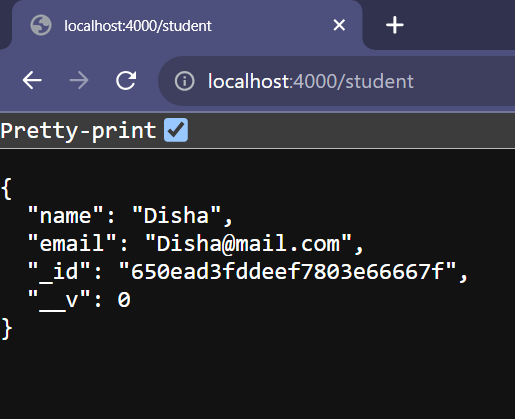 localhost:4000/student
localhost:4000/student
Pretty-print
{
  "name": "Disha",
  "email": "Disha@mail.com",
  "_id": "650ead3fddeef7803e66667f",
  "__v": 0
}